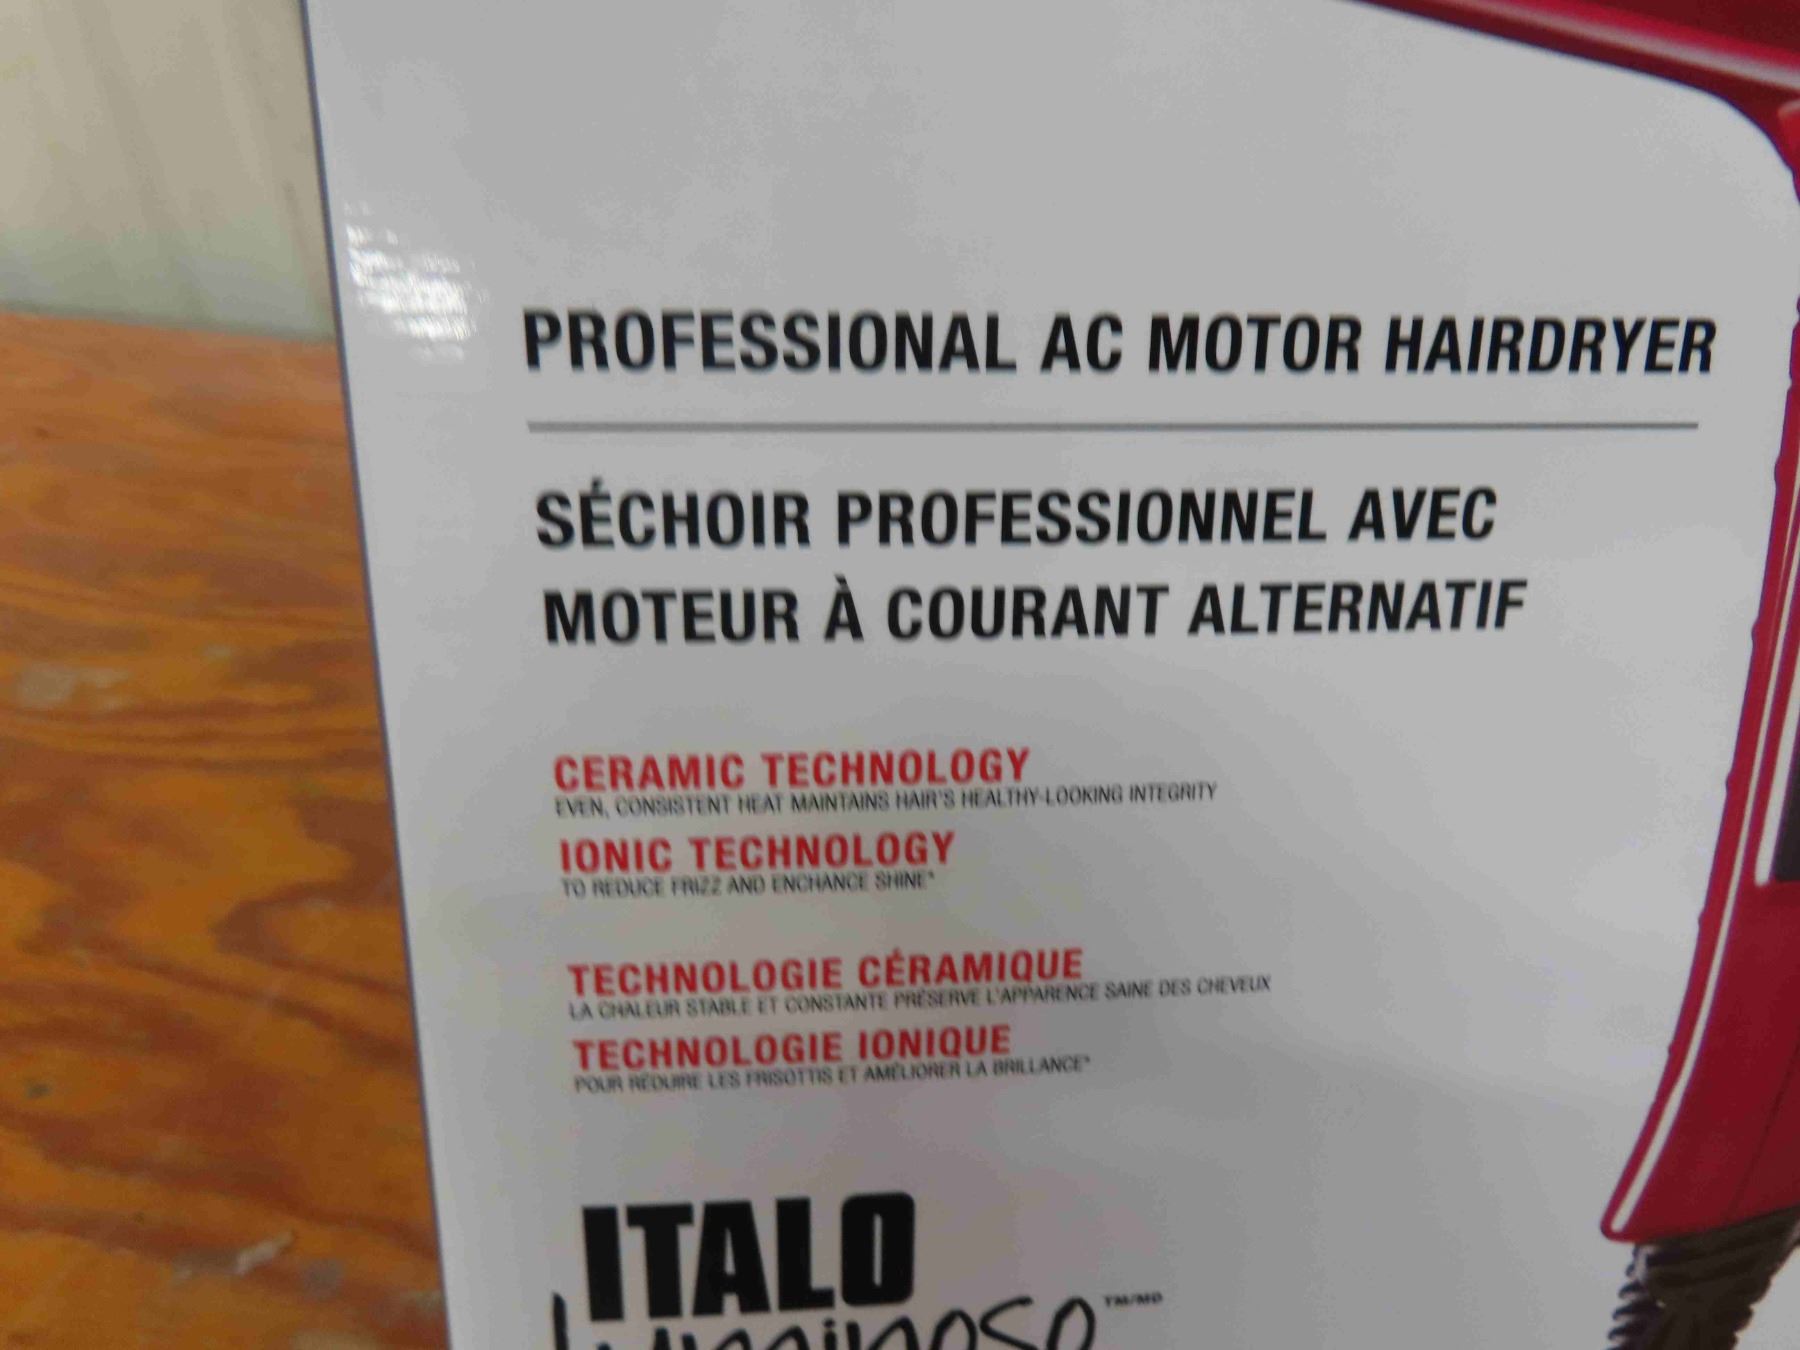 PROFESSIONAL AC MOTOR HAIRDRYER
SÉCHOIR PROFESSIONNEL AVEC
MOTEUR À COURANT ALTERNATIF
CERAMIC TECHNOLOGY
EVEN, CONSISTENT HEAT MAINTAINS HAIR'S HEALTHY-LOOKING INTEGRITY
IONIC TECHNOLOGY
TO REDUCE FRIZZ AND ENCHANCE SHINE*
TECHNOLOGIE CÉRAMIQUE
LA CHALEUR STABLE ET CONSTANTE PRÉSERVE L'APPARENCE SAINE DES CHEVEUX
TECHNOLOGIE IONIQUE
POUR RÉDUIRE LES FRISOTTIS ET AMÉLIORER LA BRILLANCE*
ITALO
luminoso TM/MD